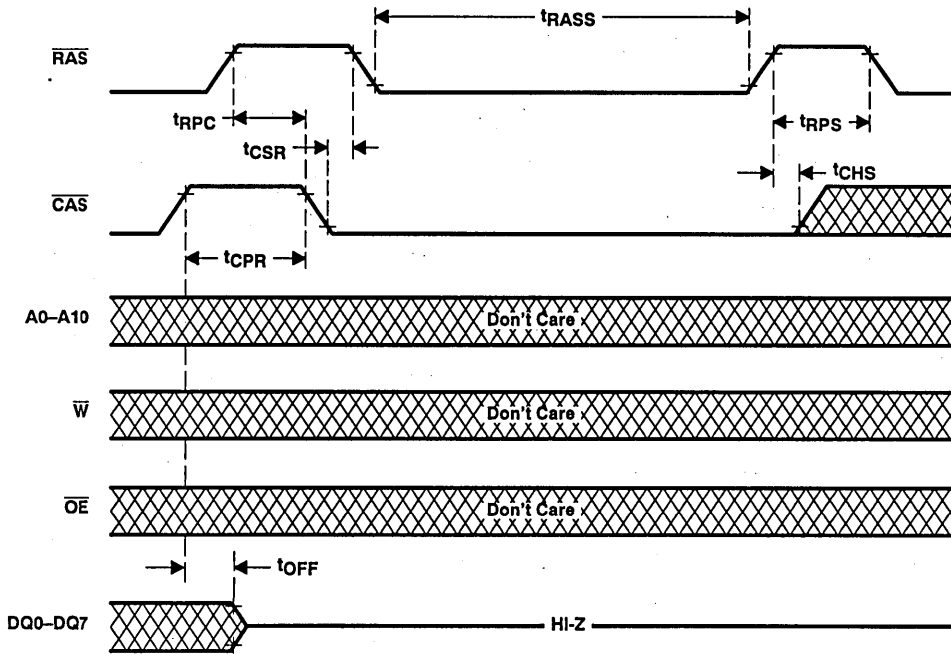 tRASS
RAS
tRPC
tCSR
tRPS
tCHS
CAS
tCPR
A0–A10
Don't Care
W
Don't Care
OE
Don't Care
tOFF
DQ0–DQ7
HI-Z